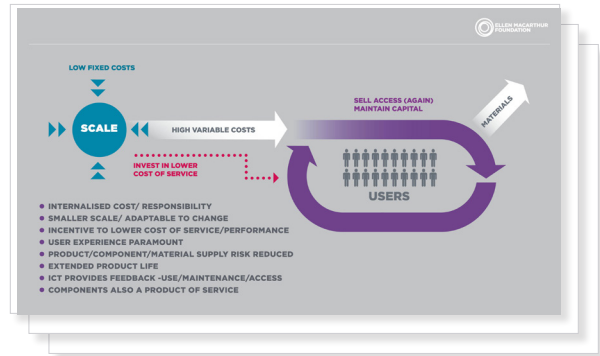 ELLEN MACARTHUR
FOUNDATION
LOW FIXED COSTS
SCALE
HIGH VARIABLE COSTS
SELL ACCESS (AGAIN)
MAINTAIN CAPITAL
MATERIALS
INVEST IN LOWER
COST OF SERVICE
USERS
INTERNALISED COST/ RESPONSIBILITY
SMALLER SCALE/ ADAPTABLE TO CHANGE
INCENTIVE TO LOWER COST OF SERVICE/PERFORMANCE
USER EXPERIENCE PARAMOUNT
PRODUCT/COMPONENT/MATERIAL SUPPLY RISK REDUCED
EXTENDED PRODUCT LIFE
ICT PROVIDES FEEDBACK -USE/MAINTENANCE/ACCESS
COMPONENTS ALSO A PRODUCT OF SERVICE